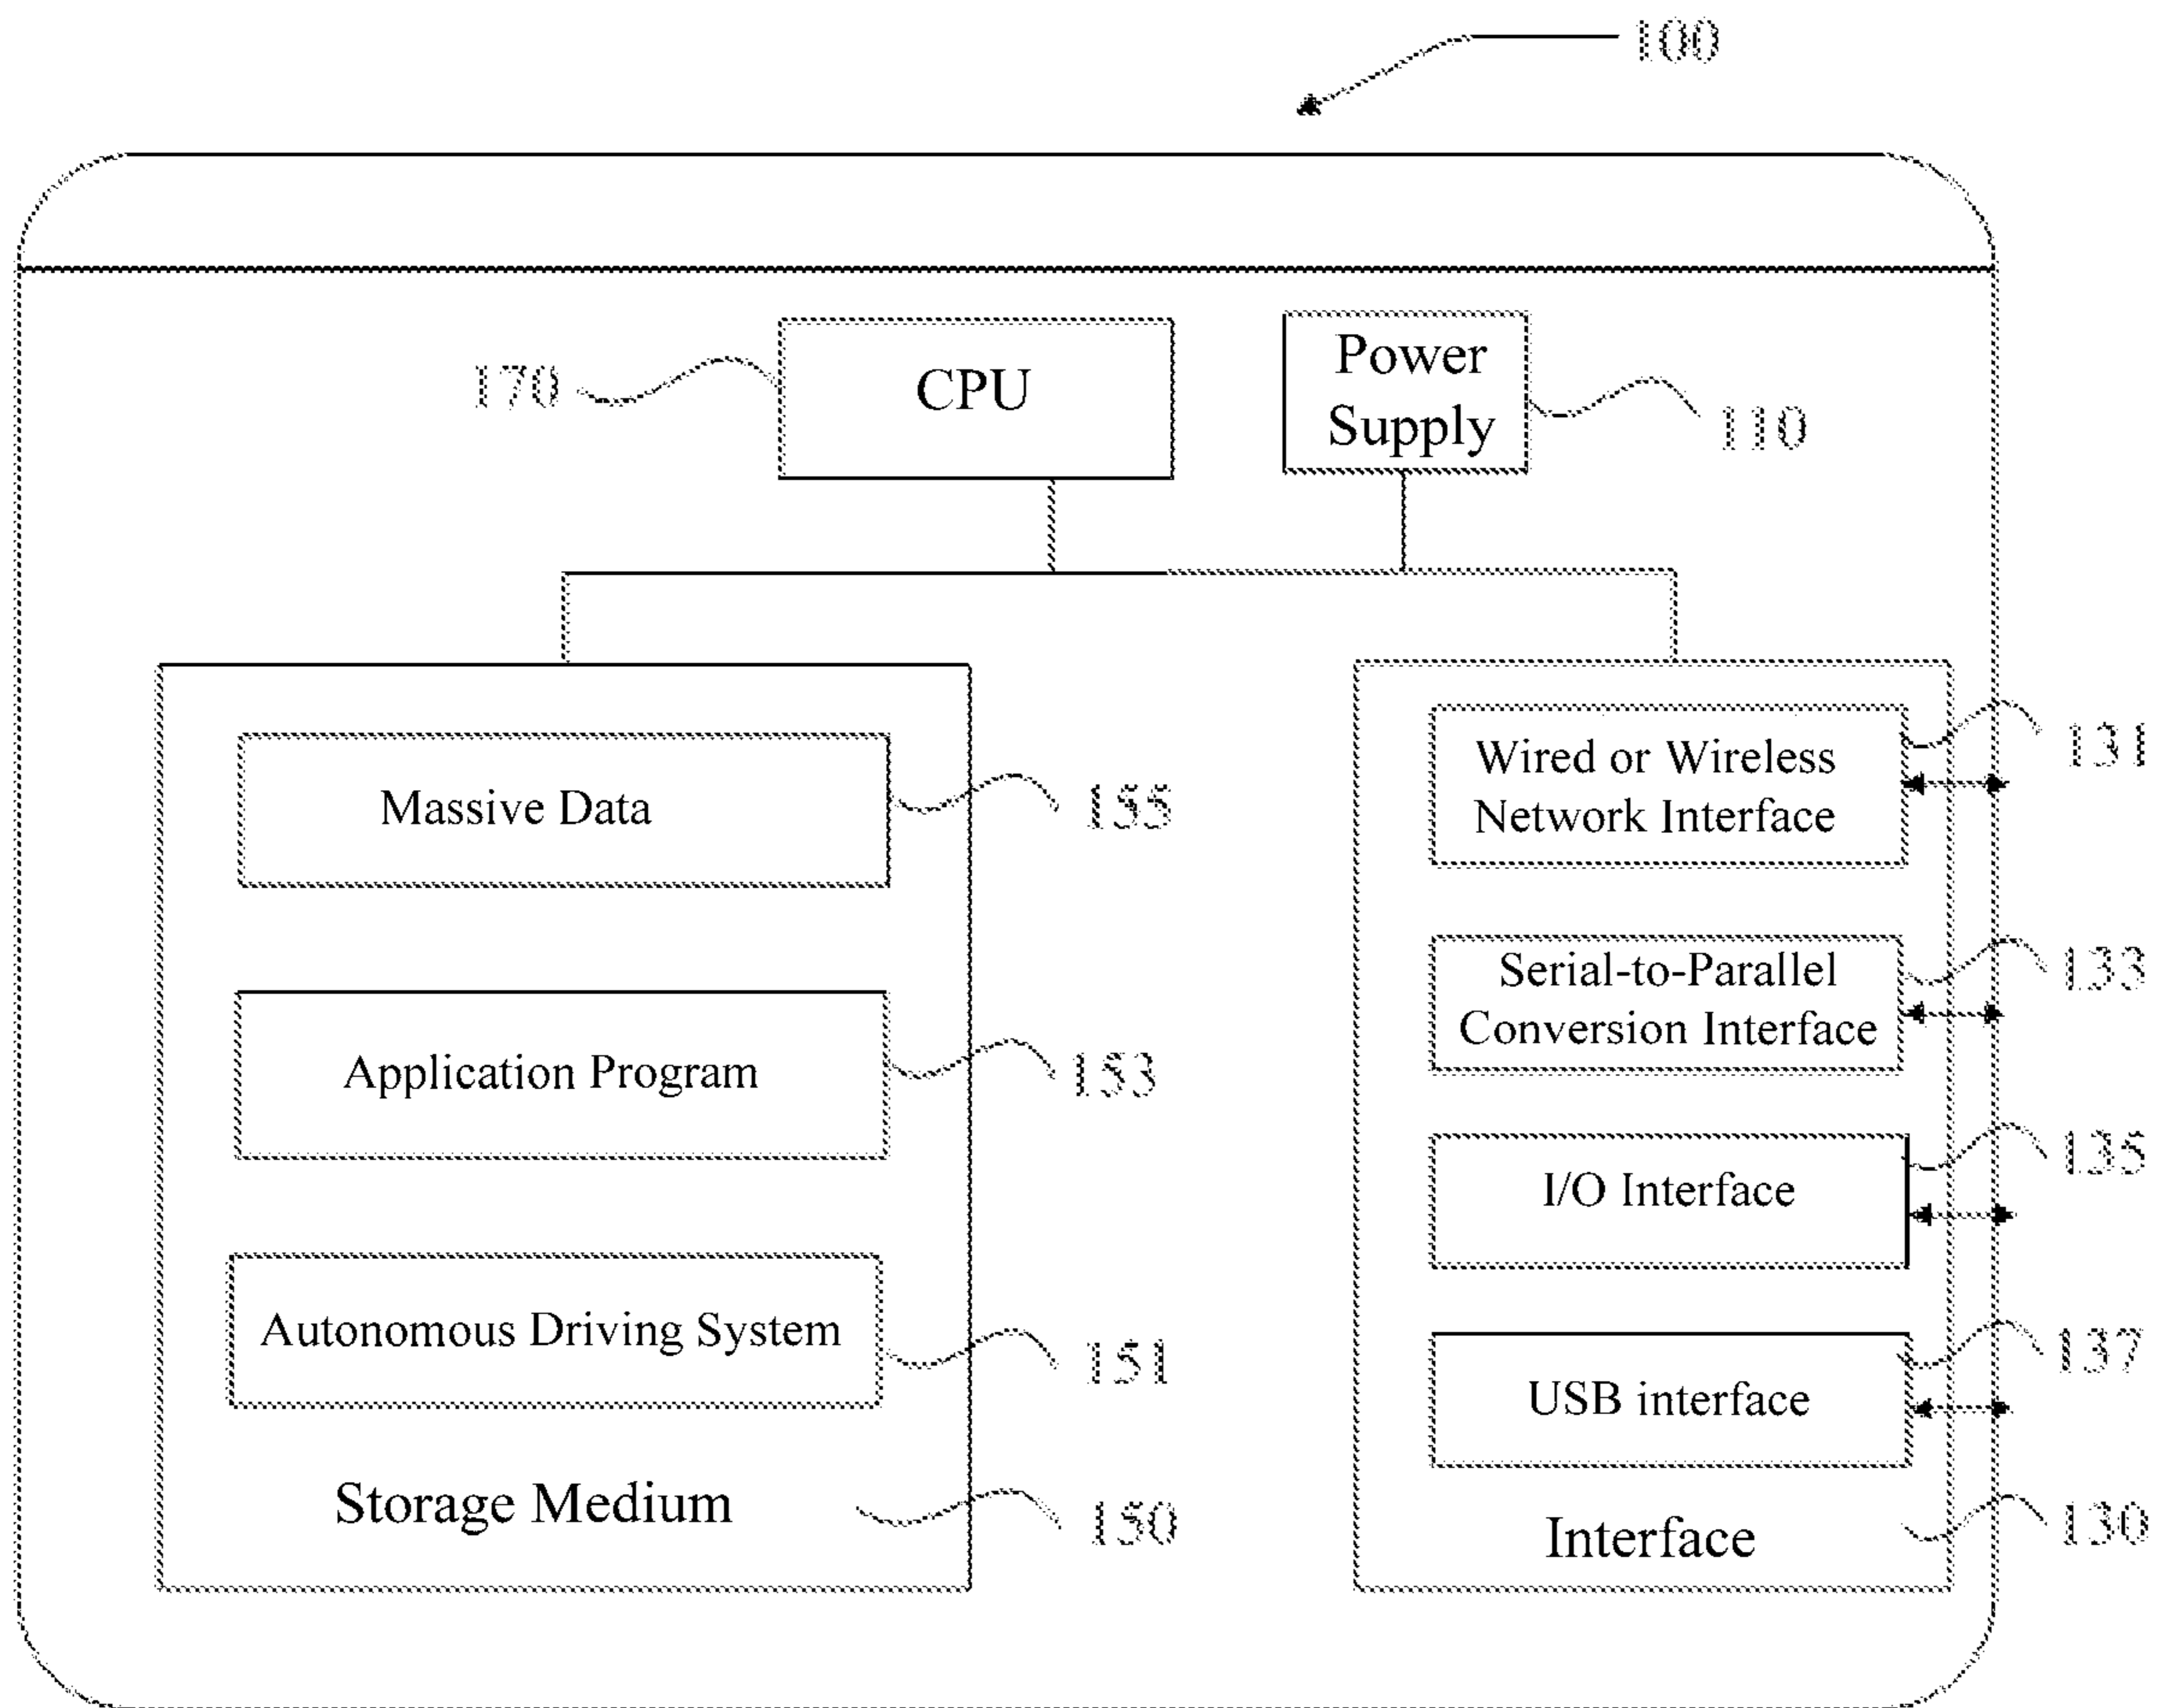 100
170
CPU
Power
Supply
110
Massive Data
155
Application Program
153
Autonomous Driving System
151
Storage Medium
150
Wired or Wireless
Network Interface
131
Serial-to-Parallel
Conversion Interface
133
I/O Interface
135
USB interface
137
Interface
130